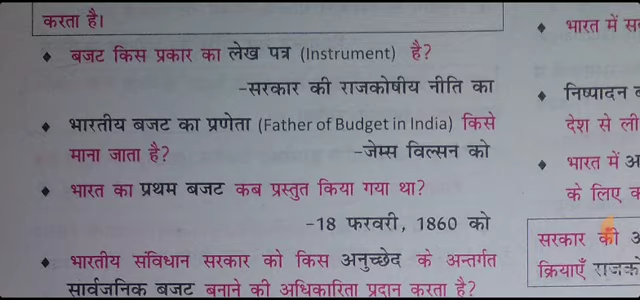 करता है।
♦ बजट किस प्रकार का लेख पत्र (Instrument) है?
-सरकार की राजकोषीय नीति का
♦ भारतीय बजट का प्रणेता (Father of Budget in India) किसे
माना जाता है? -जेम्स विल्सन को
♦ भारत का प्रथम बजट कब प्रस्तुत किया गया था?
-18 फरवरी, 1860 को
♦ भारतीय संविधान सरकार को किस अनुच्छेद के अन्तर्गत
सार्वजनिक बजट बनाने की अधिकारिता प्रदान करता है?
♦ भारत में
♦ निष्पादन
देश से ली
♦ भारत में
के लिए
सरकार की
क्रियाएँ